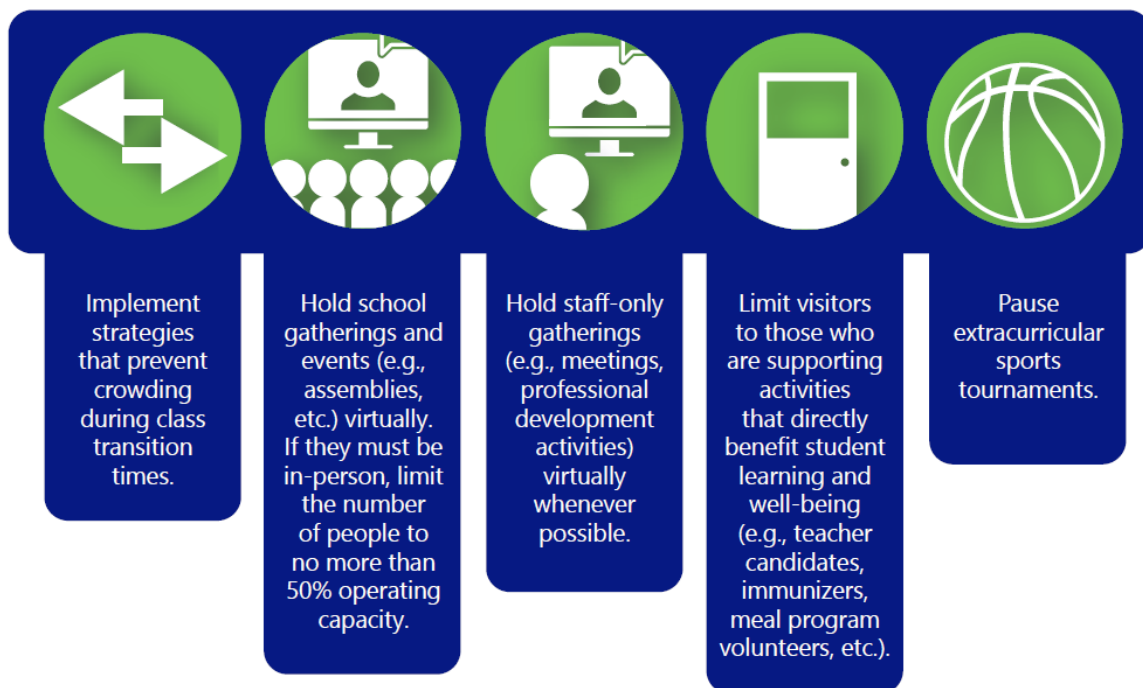 Implement
strategies
that prevent
crowding
during class
transition
times.
Hold school
gatherings and
events (e.g.,
assemblies,
etc.) virtually.
If they must be
in-person, limit
the number
of people to
no more than
50% operating
capacity.
Hold staff-only
gatherings
(e.g., meetings,
professional
development
activities)
virtually
whenever
possible.
Limit visitors
to those who
are supporting
activities
that directly
benefit student
learning and
well-being
(e.g., teacher
candidates,
immunizers,
meal program
volunteers, etc.).
Pause
extracurricular
sports
tournaments.